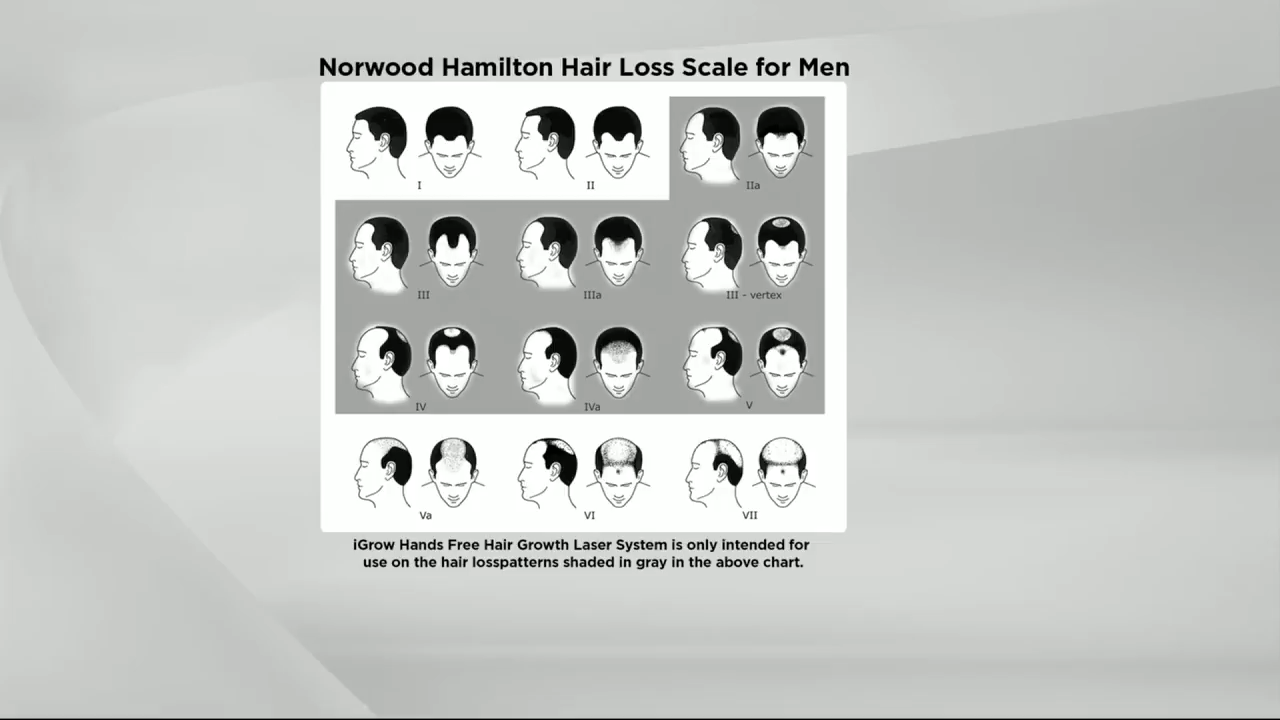 Norwood Hamilton Hair Loss Scale for Men
I
II
IIa
III
IIIa
III - vertex
IV
IVa
V
Va
VI
VII
iGrow Hands Free Hair Growth Laser System is only intended for
use on the hair losspatterns shaded in gray in the above chart.